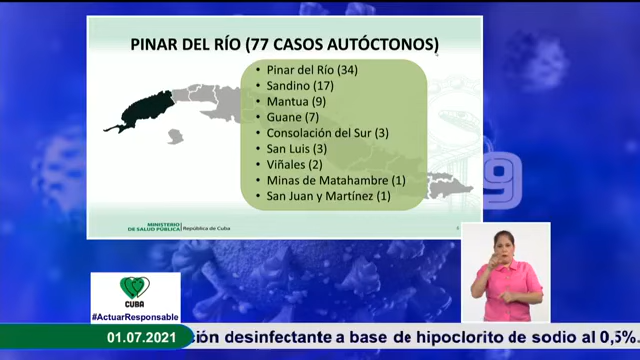 PINAR DEL RÍO (77 CASOS AUTÓCTONOS)
• Pinar del Río (34)
• Sandino (17)
• Mantua (9)
• Guane (7)
• Consolación del Sur (3)
• San Luis (3)
• Viñales (2)
• Minas de Matahambre (1)
• San Juan y Martínez (1)
MINISTERIO
DE SALUD PÚBLICA
República de Cuba
9
CUBA
#ActuarResponsable
01.07.2021
ción desinfectante a base de hipoclorito de sodio al 0,5%.